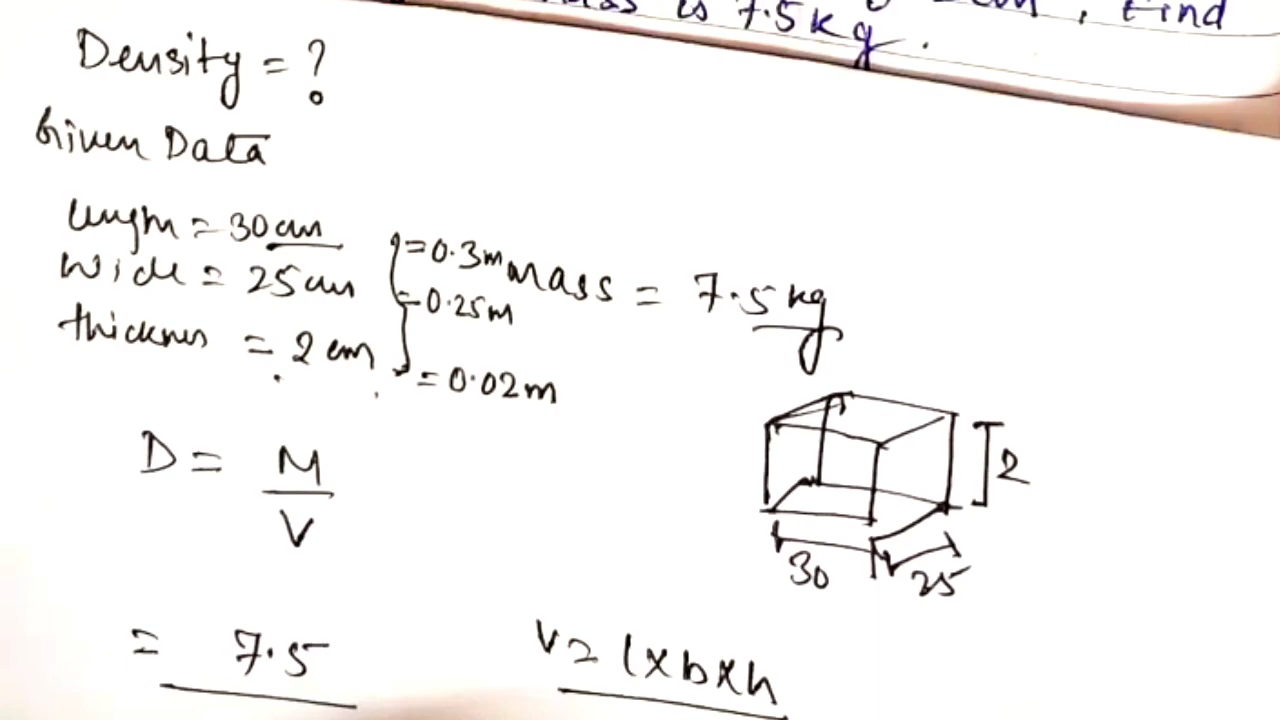 is 7.5kg. , Find
Density = ?
Given Data
length = 30cm = 0.3m mass = 7.5kg
Wide = 25cm = 0.25m
thickness = 2cm = 0.02m
D = M
V
2
30 25
= 7.5
V = l×b×h